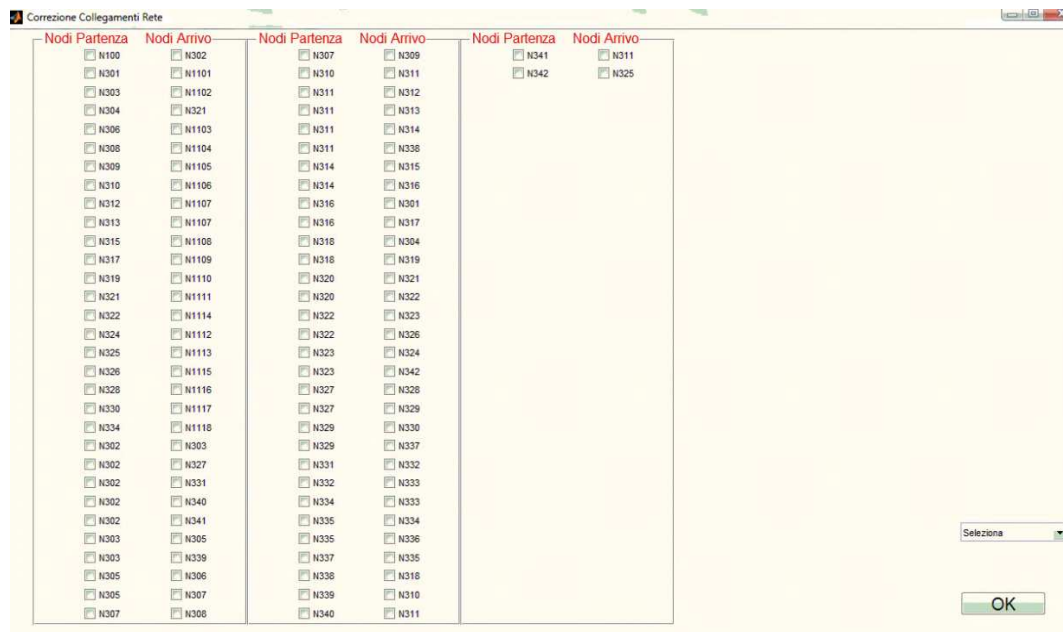 Correzione Collegamenti Rete
Nodi Partenza Nodi Arrivo Nodi Partenza Nodi Arrivo Nodi Partenza Nodi Arrivo
N100 N302 N307 N309 N341 N311
N301 N1101 N310 N311 N342 N325
N303 N1102 N311 N312
N304 N321 N311 N313
N306 N1103 N311 N314
N308 N1104 N311 N338
N309 N1105 N314 N315
N310 N1106 N314 N316
N312 N1107 N316 N301
N313 N1107 N316 N317
N315 N1108 N318 N304
N317 N1109 N318 N319
N319 N1110 N320 N321
N321 N1111 N320 N322
N322 N1114 N322 N323
N324 N1112 N322 N326
N325 N1113 N323 N324
N326 N1115 N323 N342
N328 N1116 N327 N328
N330 N1117 N327 N329
N334 N1118 N329 N330
N302 N303 N329 N337
N302 N327 N331 N332
N302 N331 N332 N333
N302 N340 N334 N333
N302 N341 N335 N334
N303 N305 N335 N336
N303 N339 N337 N335
N305 N306 N338 N318
N305 N307 N339 N310
N307 N308 N340 N311
Seleziona
OK